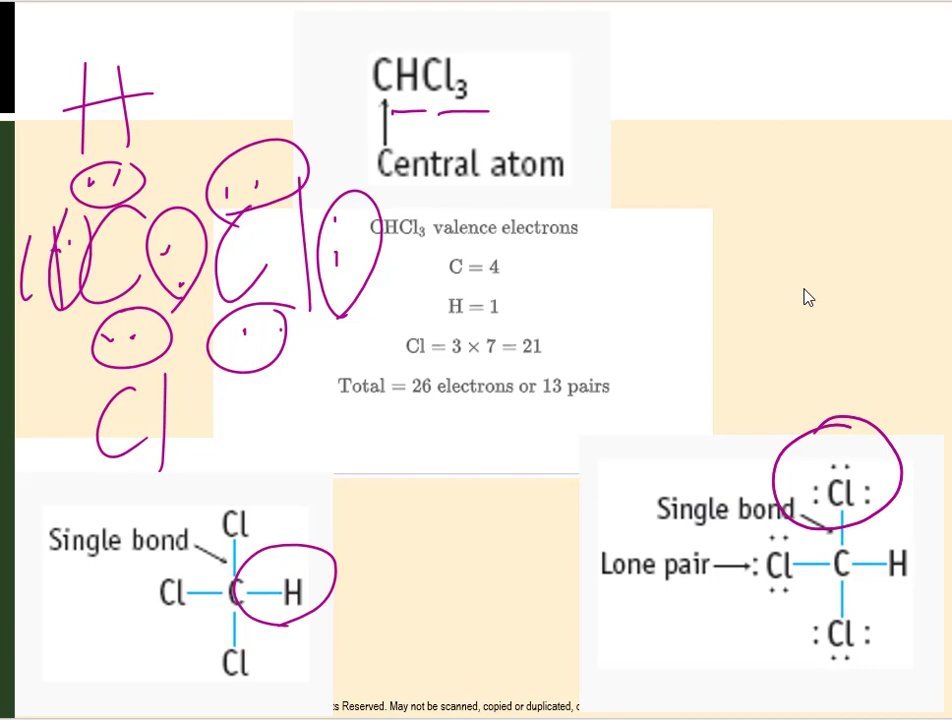 CHCl₃
Central atom
H
Cl C Cl
Cl
CHCl₃ valence electrons
C = 4
H = 1
Cl = 3 × 7 = 21
Total = 26 electrons or 13 pairs
Single bond
Cl
Cl—C—H
Cl
:Cl:
Single bond
Lone pair → :Cl—C—H
:Cl:
s Reserved. May not be scanned, copied or duplicated,